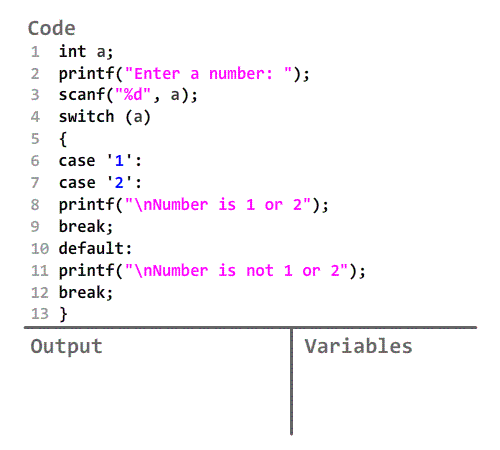 Code
1 int a;
2 printf("Enter a number: ");
3 scanf("%d", a);
4 switch (a)
5 {
6 case '1':
7 case '2':
8 printf("\nNumber is 1 or 2");
9 break;
10 default:
11 printf("\nNumber is not 1 or 2");
12 break;
13 }
Output
Variables